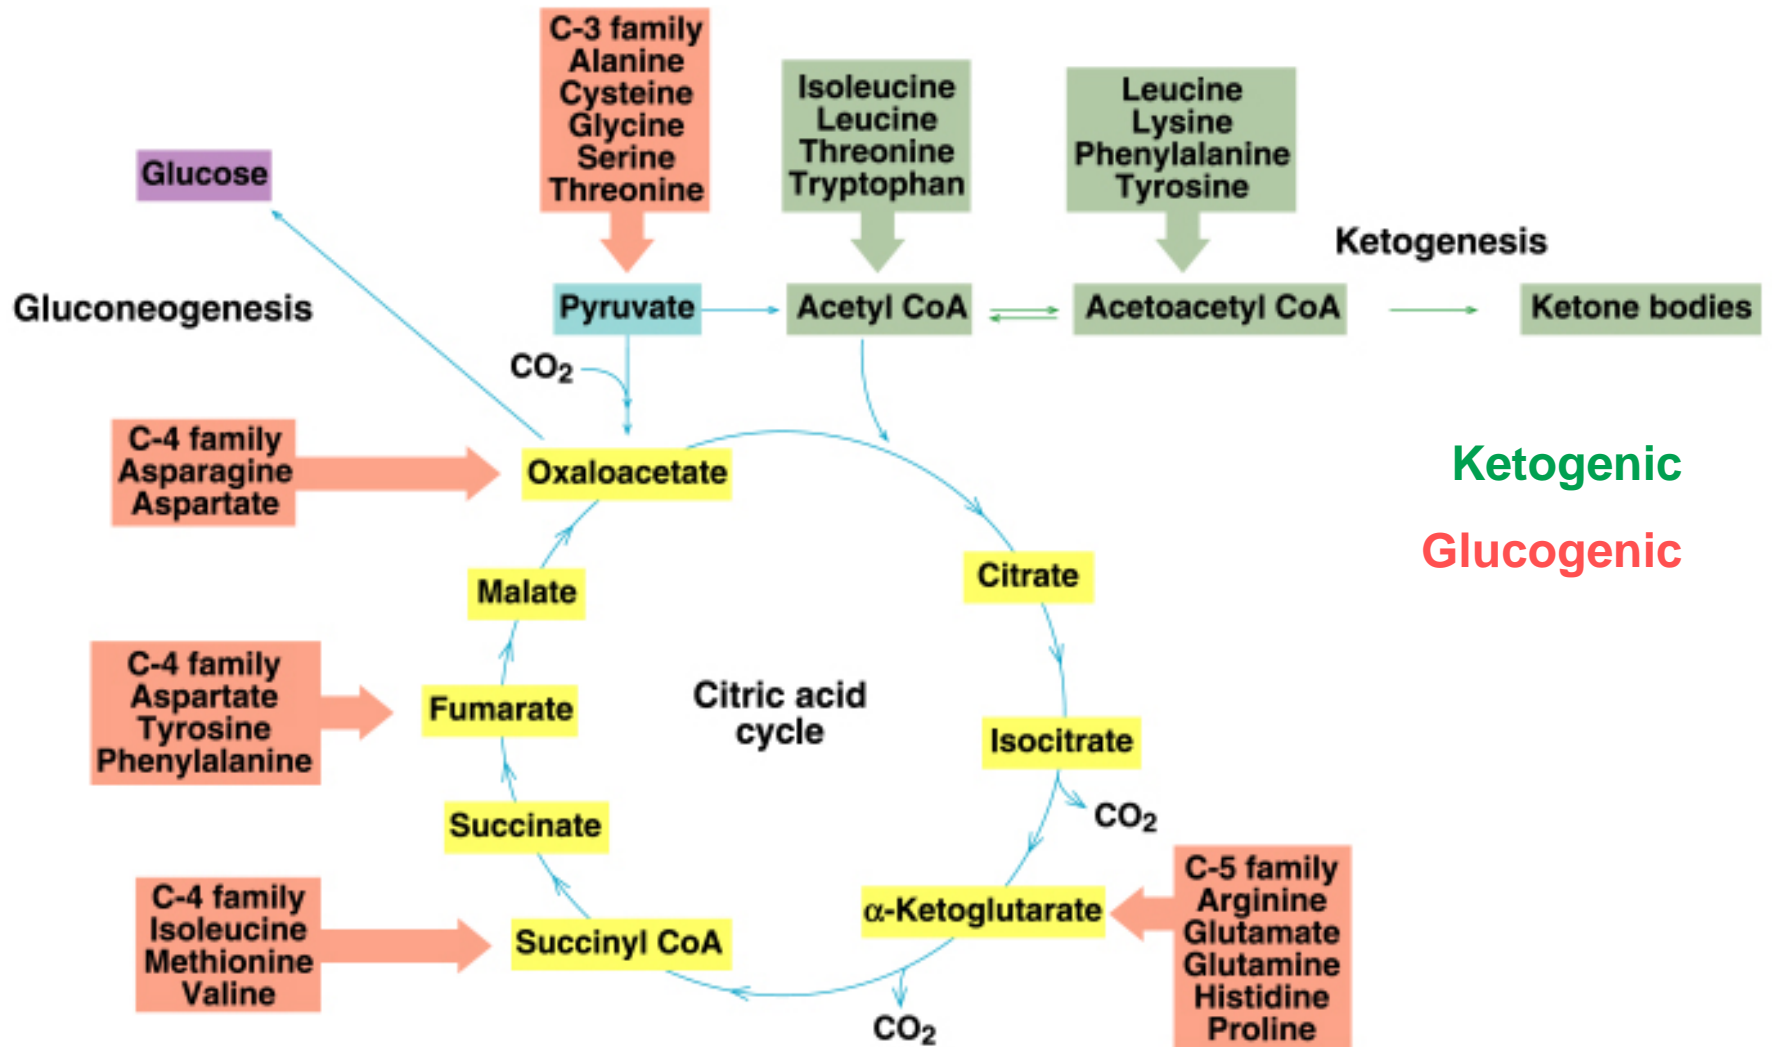 C-3 family
Alanine
Cysteine
Glycine
Serine
Threonine
Isoleucine
Leucine
Threonine
Tryptophan
Leucine
Lysine
Phenylalanine
Tyrosine
Glucose
Ketogenesis
Gluconeogenesis
Pyruvate
Acetyl CoA
Acetoacetyl CoA
Ketone bodies
CO₂
C-4 family
Asparagine
Aspartate
Oxaloacetate
Ketogenic
Glucogenic
Citrate
Malate
C-4 family
Aspartate
Tyrosine
Phenylalanine
Fumarate
Citric acid
cycle
Isocitrate
CO₂
Succinate
C-4 family
Isoleucine
Methionine
Valine
Succinyl CoA
α-Ketoglutarate
C-5 family
Arginine
Glutamate
Glutamine
Histidine
Proline
CO₂